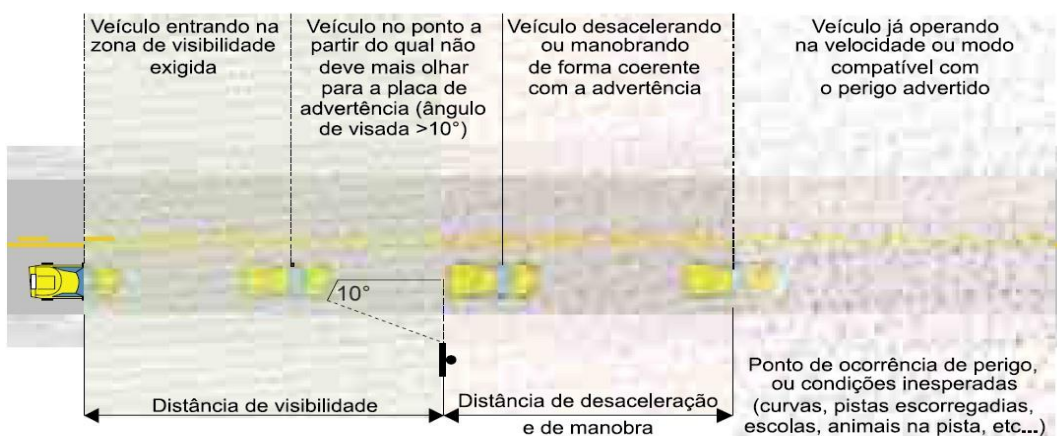 Veículo entrando na
zona de visibilidade
exigida
Veículo no ponto a
partir do qual não
deve mais olhar
para a placa de
advertência (ângulo
de visada >10°)
Veículo desacelerando
ou manobrando
de forma coerente
com a advertência
Veículo já operando
na velocidade ou modo
compatível com
o perigo advertido
10°
Distância de visibilidade
Distância de desaceleração
e de manobra
Ponto de ocorrência de perigo,
ou condições inesperadas
(curvas, pistas escorregadias,
escolas, animais na pista, etc...)